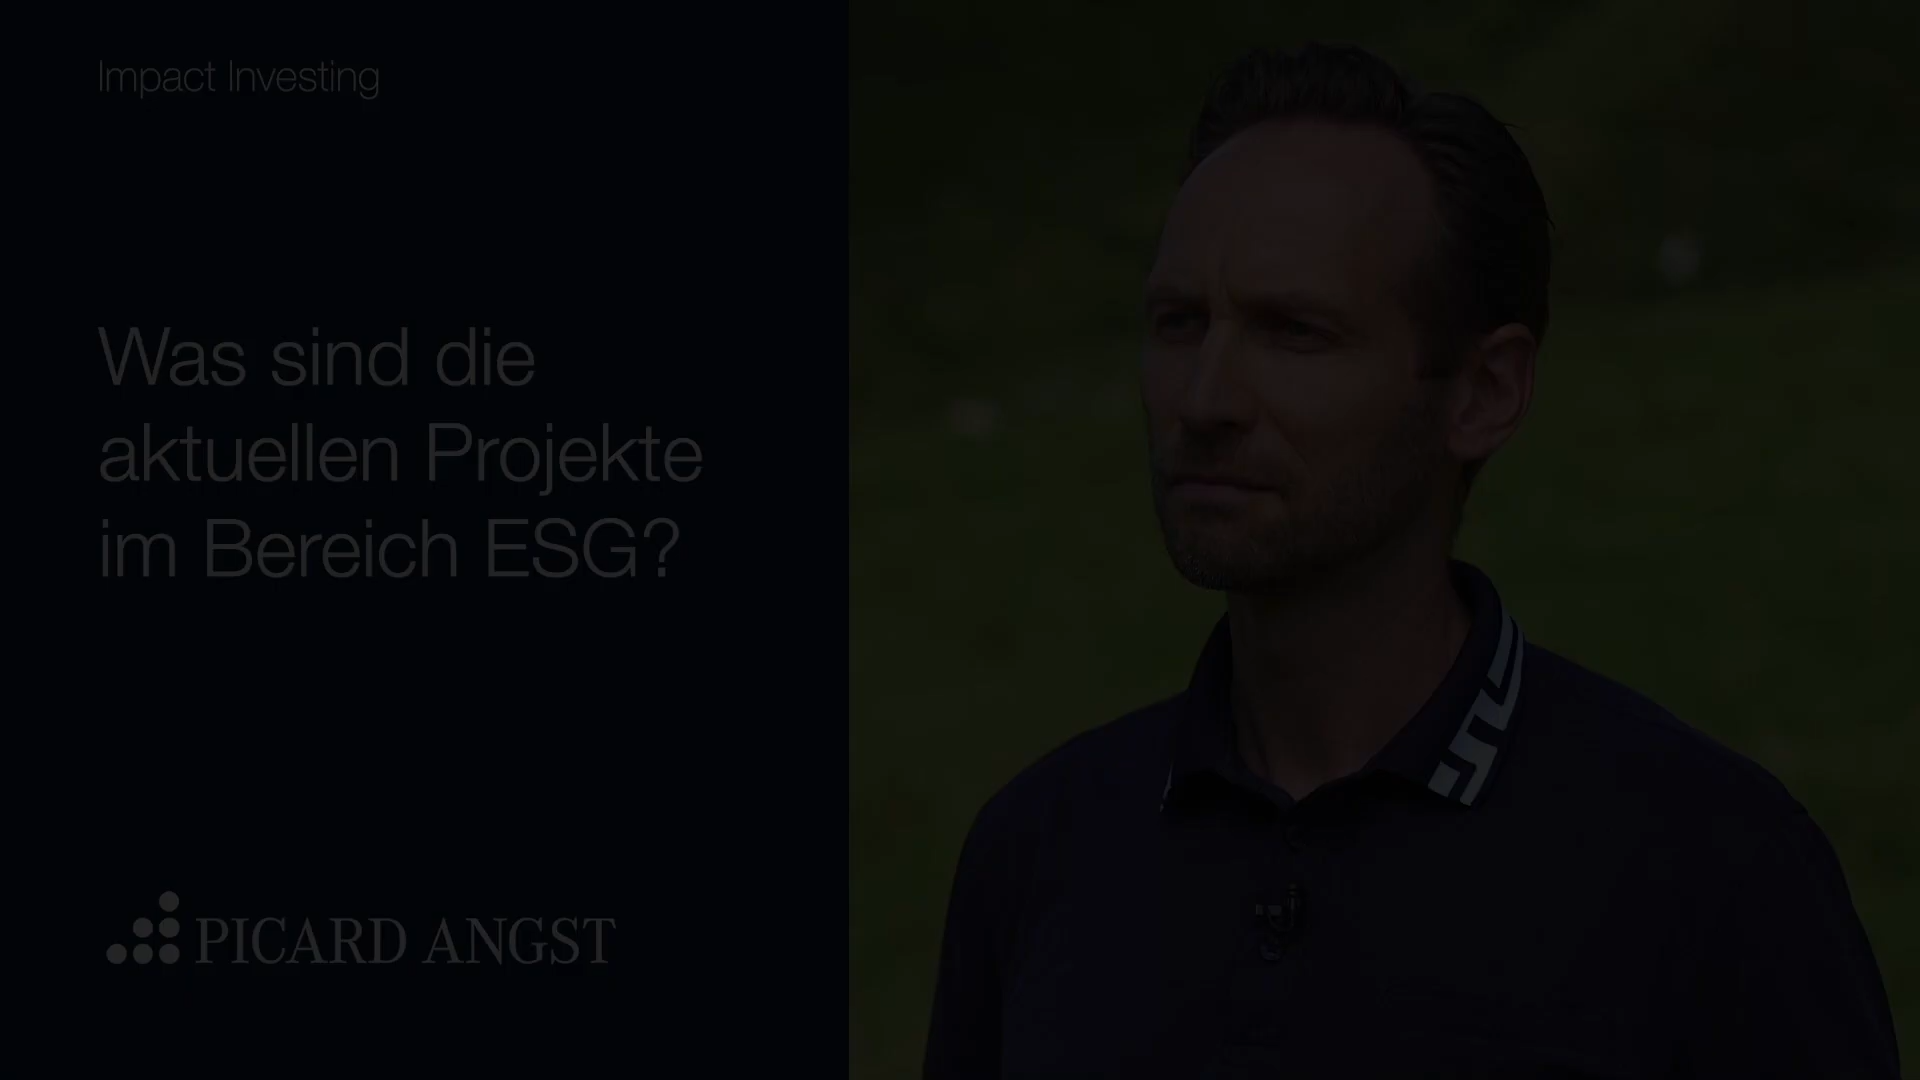 Impact Investing
Was sind die
aktuellen Projekte
im Bereich ESG?
PICARD ANGST